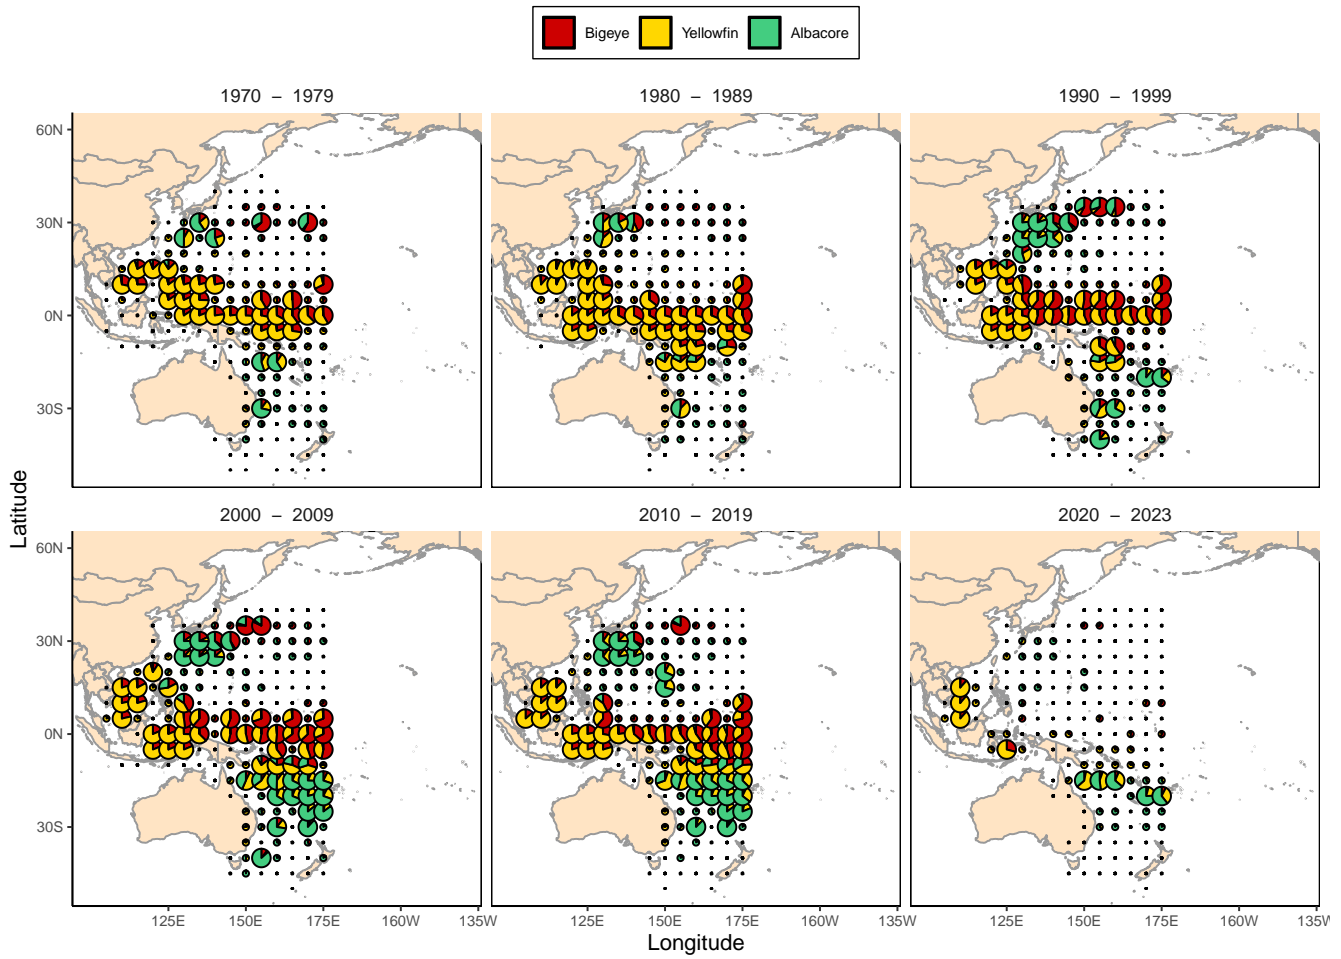 Bigeye Yellowfin Albacore
1970 − 1979 1980 − 1989 1990 − 1999
60N
30N
0N
30S
Latitude
2000 − 2009 2010 − 2019 2020 − 2023
60N
30N
0N
30S
125E 150E 175E 160W 135W 125E 150E 175E 160W 135W 125E 150E 175E 160W 135W
Longitude